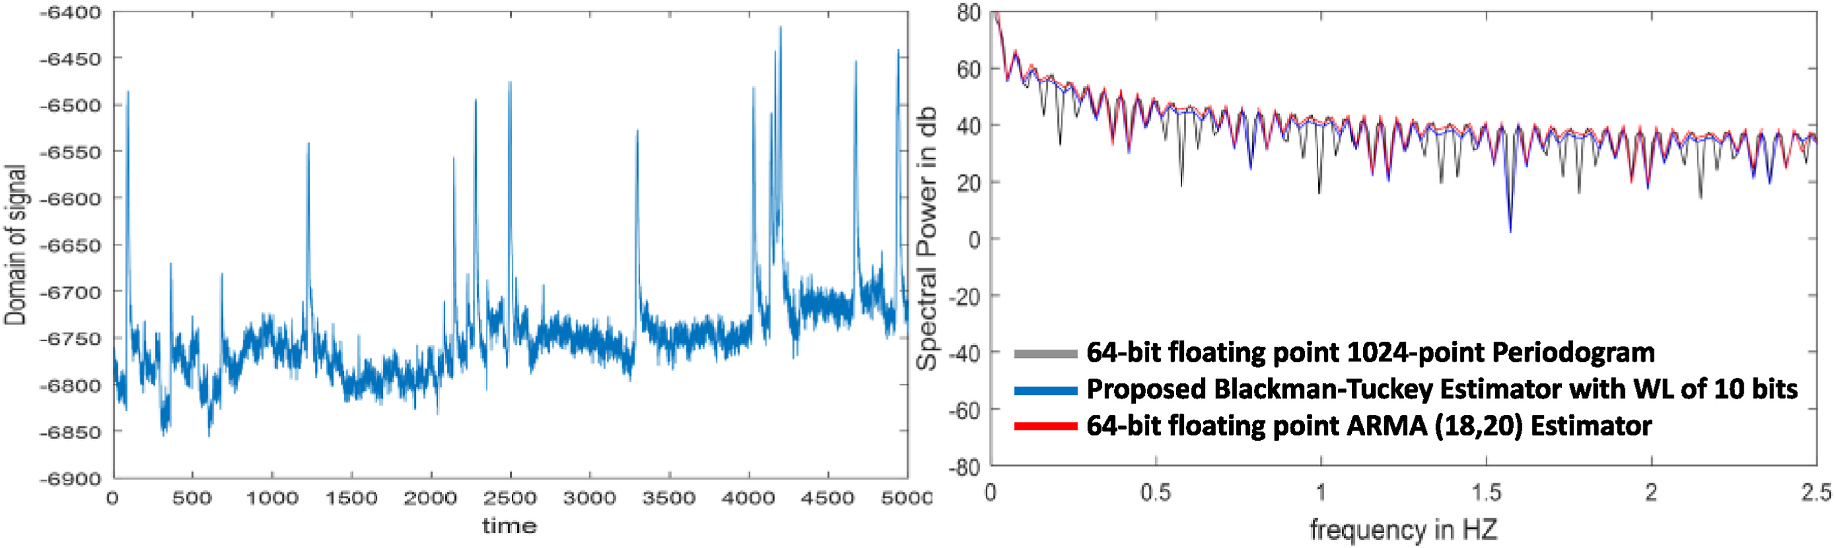 -6400
-6450
-6500
-6550
-6600
-6650
-6700
-6750
-6800
-6850
-6900
Domain of signal
0 500 1000 1500 2000 2500 3000 3500 4000 4500 5000
time
80
60
40
20
0
-20
-40
-60
-80
Spectral Power in db
64-bit floating point 1024-point Periodogram
Proposed Blackman-Tuckey Estimator with WL of 10 bits
64-bit floating point ARMA (18,20) Estimator
0 0.5 1 1.5 2 2.5
frequency in HZ